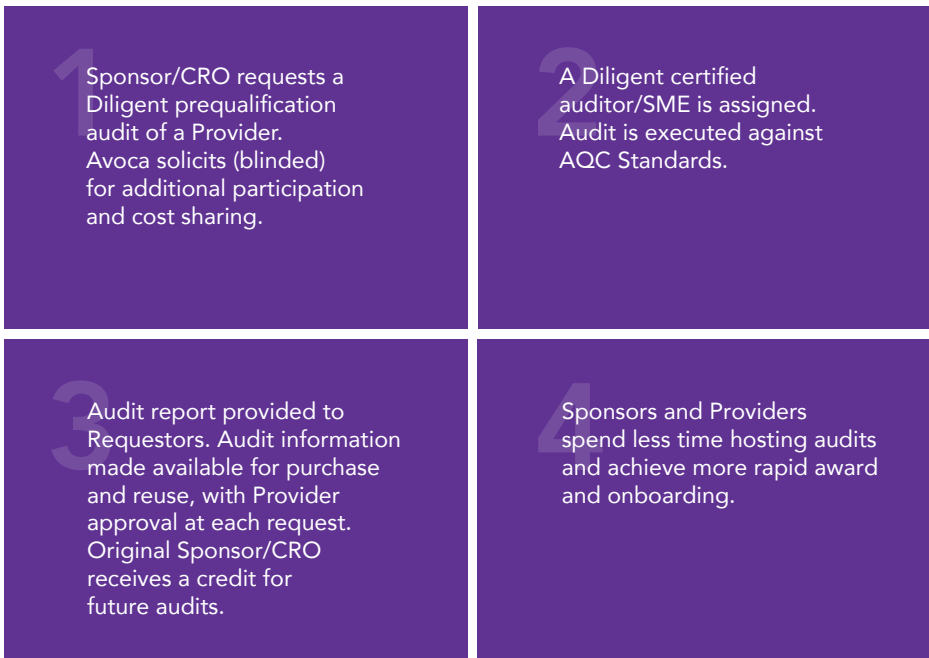 1
Sponsor/CRO requests a
Diligent prequalification
audit of a Provider.
Avoca solicits (blinded)
for additional participation
and cost sharing.
2
A Diligent certified
auditor/SME is assigned.
Audit is executed against
AQC Standards.
3
Audit report provided to
Requestors. Audit information
made available for purchase
and reuse, with Provider
approval at each request.
Original Sponsor/CRO
receives a credit for
future audits.
4
Sponsors and Providers
spend less time hosting audits
and achieve more rapid award
and onboarding.